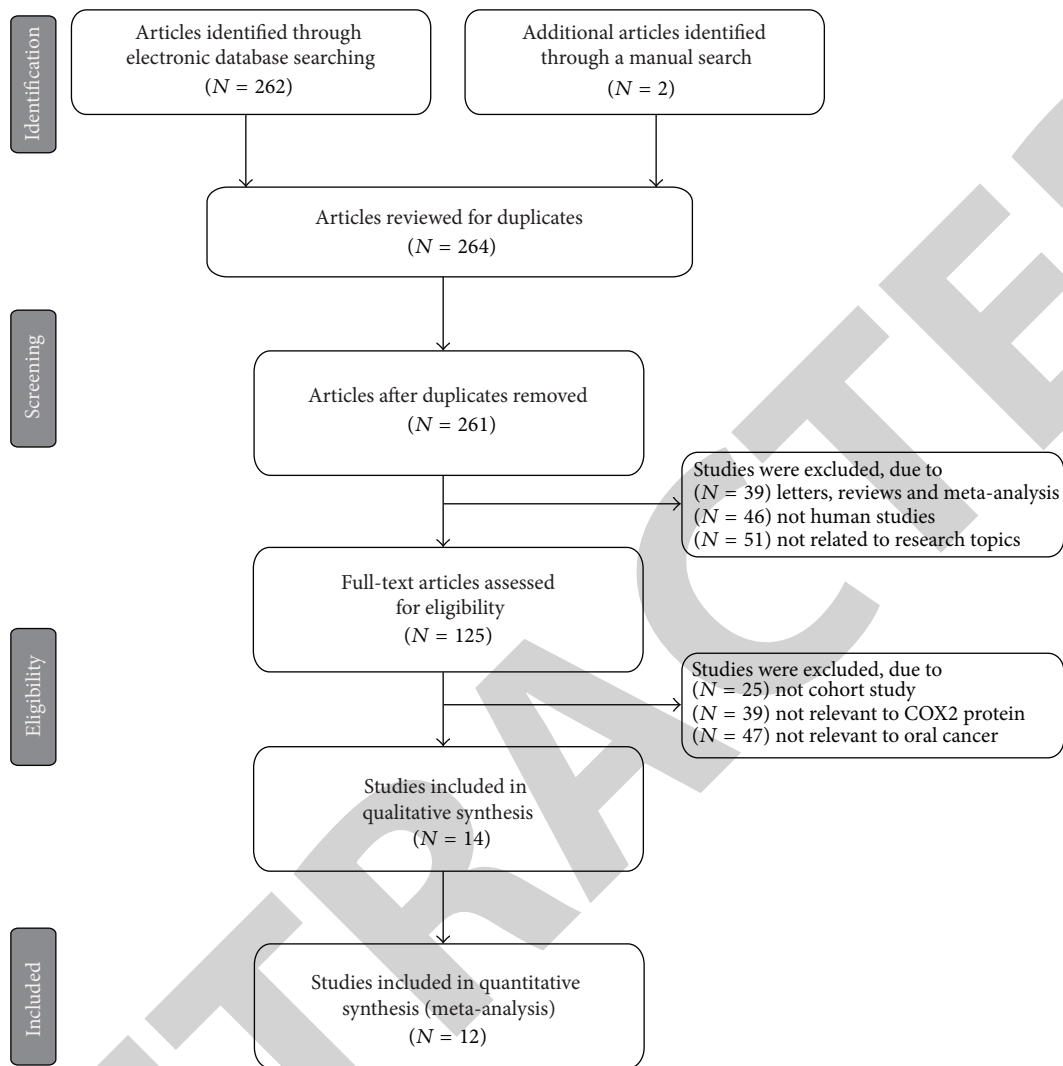 Identification
Articles identified through
electronic database searching
(N = 262)
Additional articles identified
through a manual search
(N = 2)
Articles reviewed for duplicates
(N = 264)
Screening
Articles after duplicates removed
(N = 261)
Studies were excluded, due to
(N = 39) letters, reviews and meta-analysis
(N = 46) not human studies
(N = 51) not related to research topics
Eligibility
Full-text articles assessed
for eligibility
(N = 125)
Studies were excluded, due to
(N = 25) not cohort study
(N = 39) not relevant to COX2 protein
(N = 47) not relevant to oral cancer
Studies included in
qualitative synthesis
(N = 14)
Included
Studies included in quantitative
synthesis (meta-analysis)
(N = 12)
TRACTE